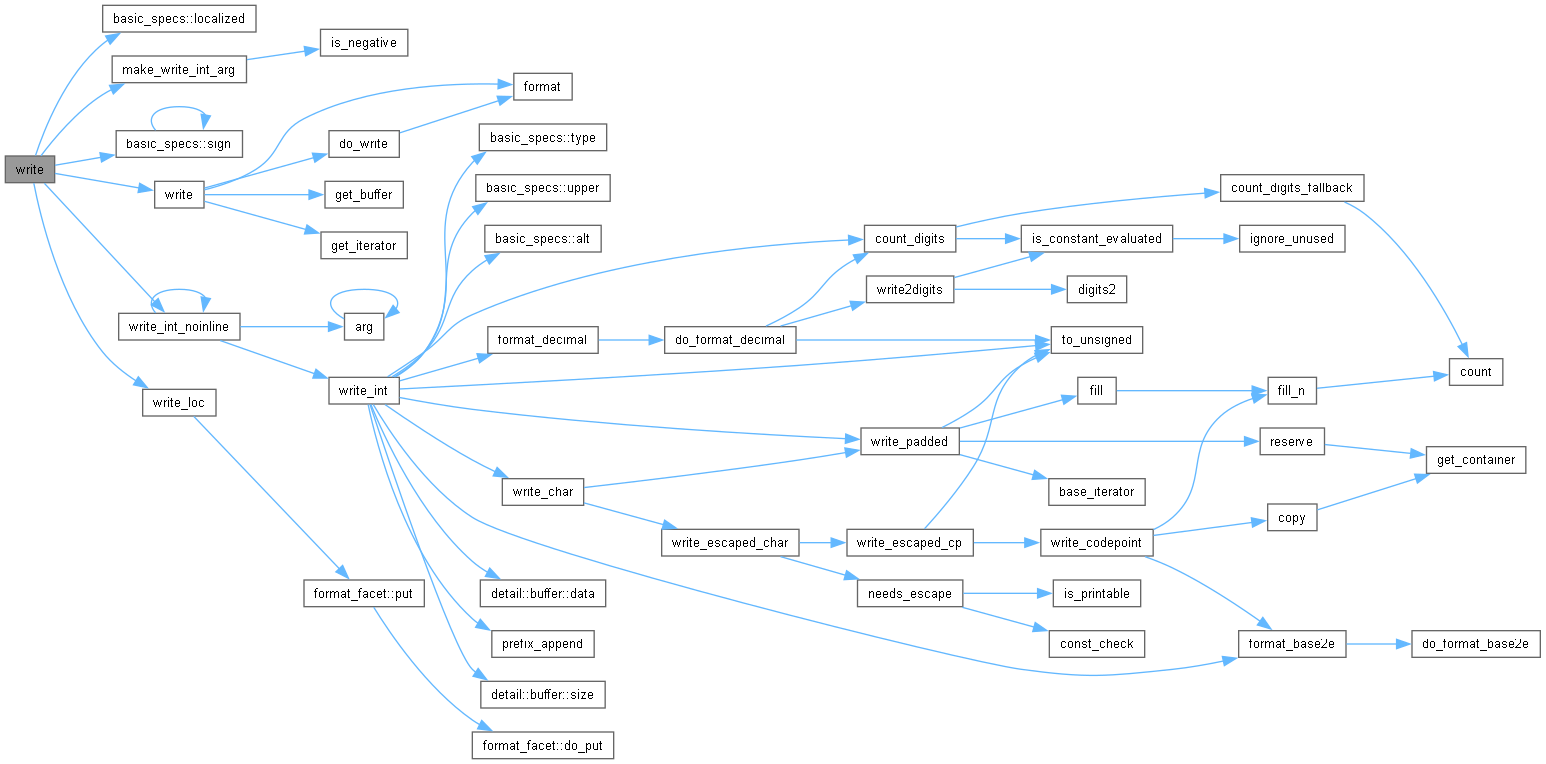 basic_specs::localized
is_negative
make_write_int_arg
format
basic_specs::type
basic_specs::sign
do_write
write
basic_specs::upper
count_digits_fallback
write
get_buffer
get_iterator
basic_specs::alt
count_digits
is_constant_evaluated
ignore_unused
write2digits
digits2
write_int_noinline
arg
format_decimal
do_format_decimal
to_unsigned
count
write_int
fill
fill_n
write_loc
write_padded
reserve
get_container
write_char
base_iterator
copy
write_escaped_char
write_escaped_cp
write_codepoint
format_facet::put
detail::buffer::data
needs_escape
is_printable
prefix_append
const_check
format_base2e
do_format_base2e
detail::buffer::size
format_facet::do_put